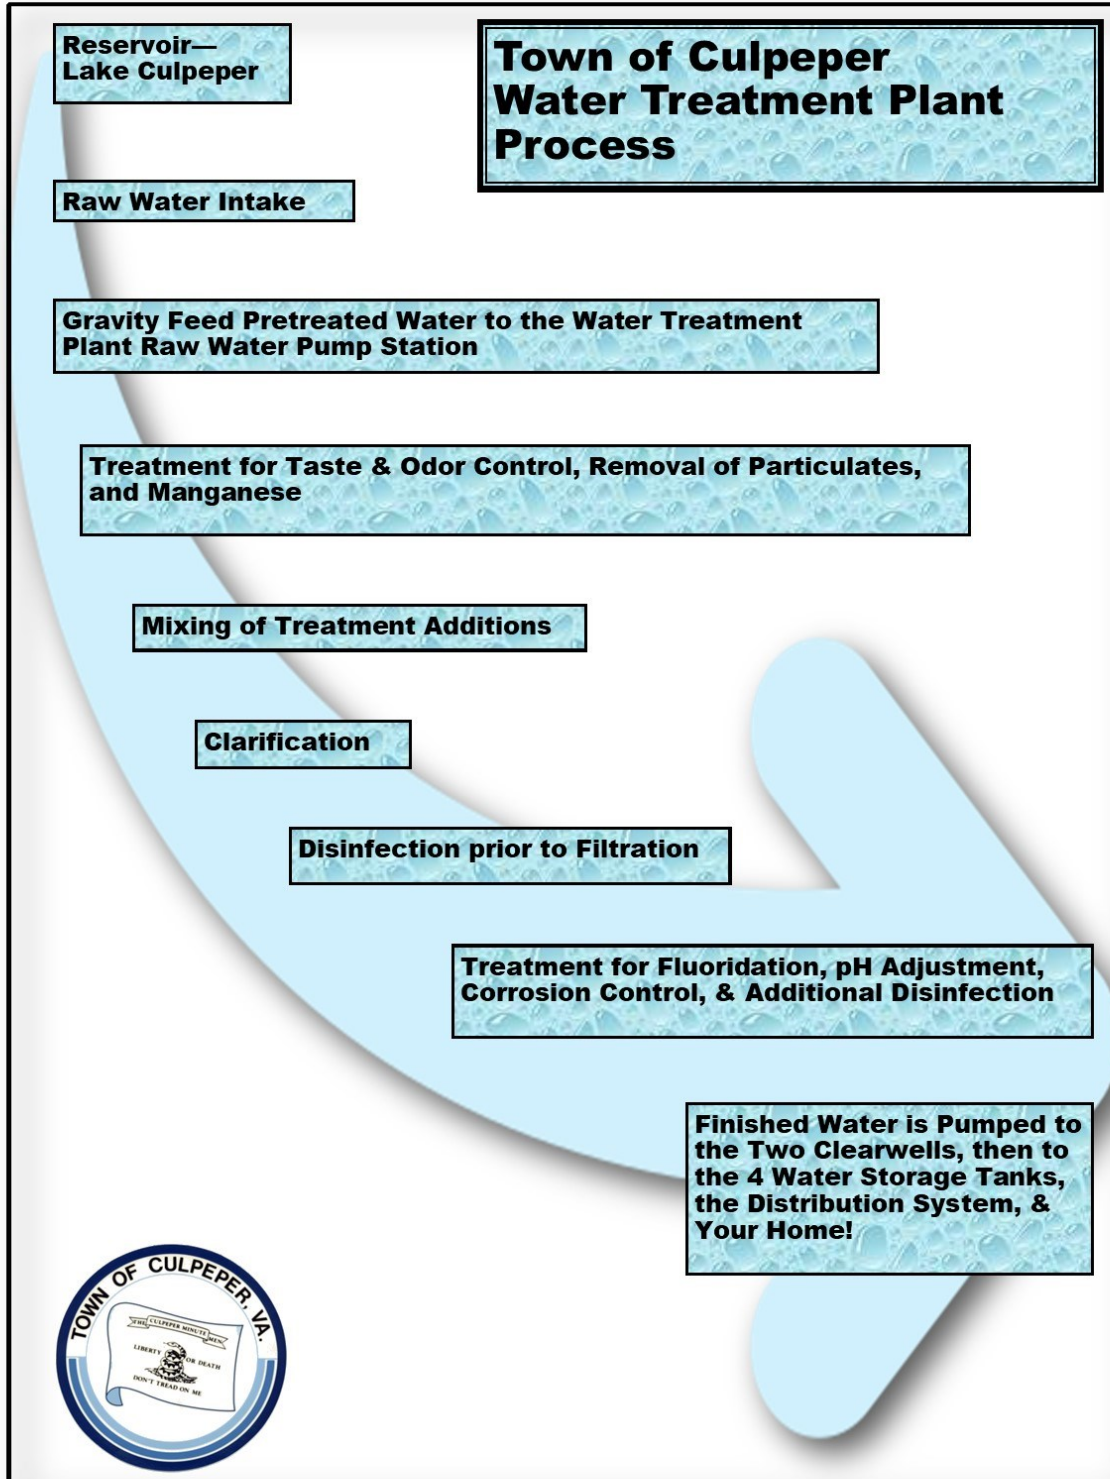 Reservoir—
Lake Culpeper
Town of Culpeper
Water Treatment Plant
Process
Raw Water Intake
Gravity Feed Pretreated Water to the Water Treatment
Plant Raw Water Pump Station
Treatment for Taste & Odor Control, Removal of Particulates,
and Manganese
Mixing of Treatment Additions
Clarification
Disinfection prior to Filtration
Treatment for Fluoridation, pH Adjustment,
Corrosion Control, & Additional Disinfection
Finished Water is Pumped to
the Two Clearwells, then to
the 4 Water Storage Tanks,
the Distribution System, &
Your Home!
TOWN OF CULPEPER, VA.
THE CULPEPER MINUTE MEN
LIBERTY OR DEATH
DON'T TREAD ON ME